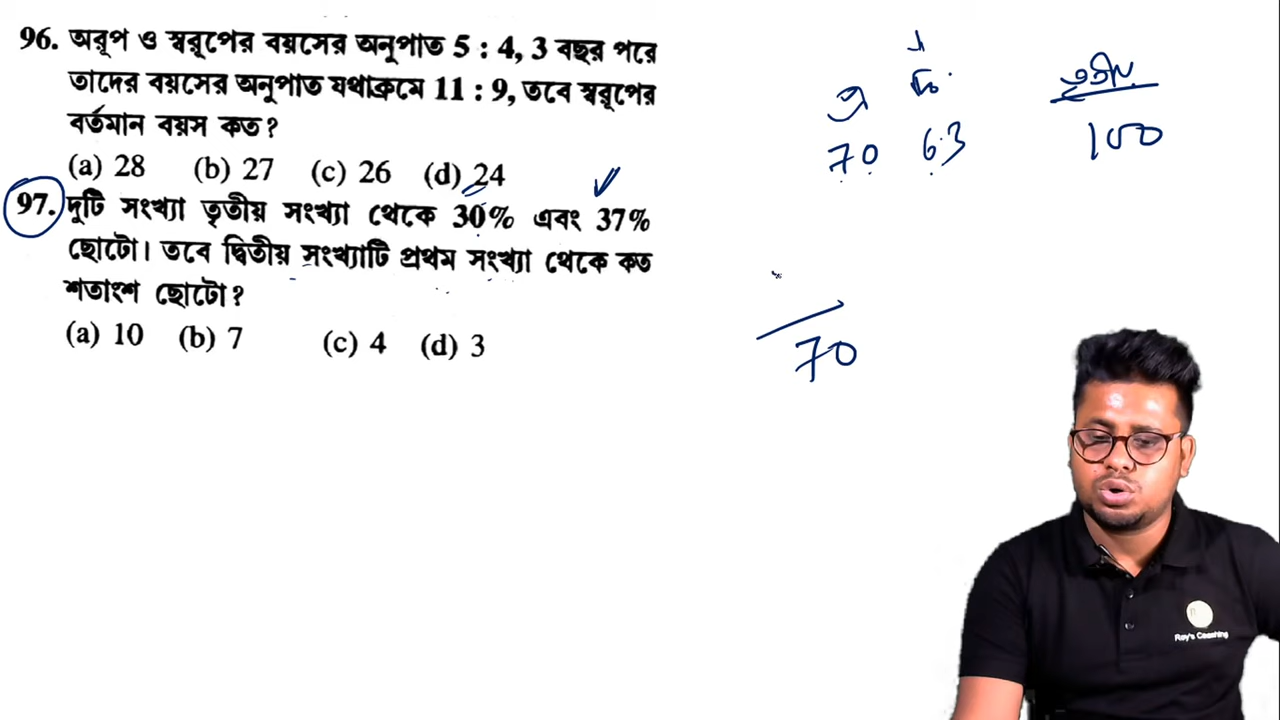 96. অরূপ ও স্বরূপের বয়সের অনুপাত 5 : 4, 3 বছর পরে
তাদের বয়সের অনুপাত যথাক্রমে 11 : 9, তবে স্বরূপের
বর্তমান বয়স কত?
(a) 28 (b) 27 (c) 26 (d) 24
97. দুটি সংখ্যা তৃতীয় সংখ্যা থেকে 30% এবং 37%
ছোটো। তবে দ্বিতীয় সংখ্যাটি প্রথম সংখ্যা থেকে কত
শতাংশ ছোটো?
(a) 10 (b) 7 (c) 4 (d) 3
প্র দ্বি তৃতীয়
70 63 100
70
Roy's Coaching